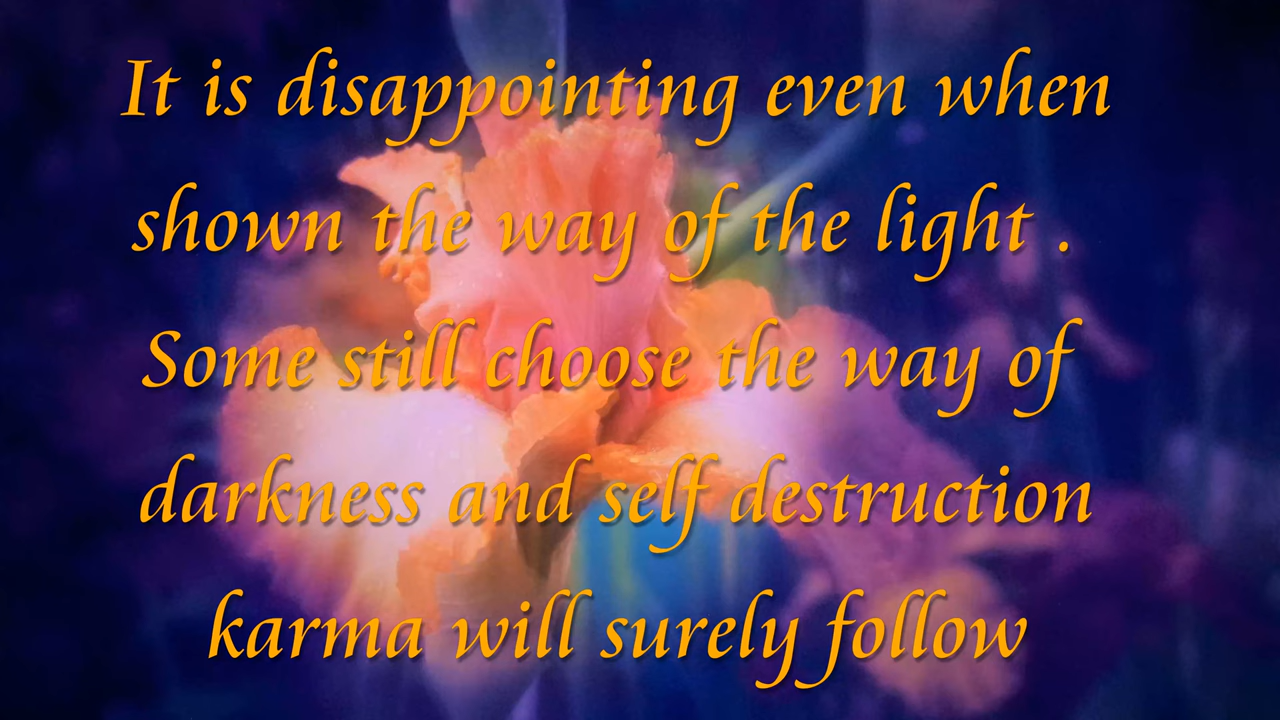 It is disappointing even when
shown the way of the light .
Some still choose the way of
darkness and self destruction
karma will surely follow